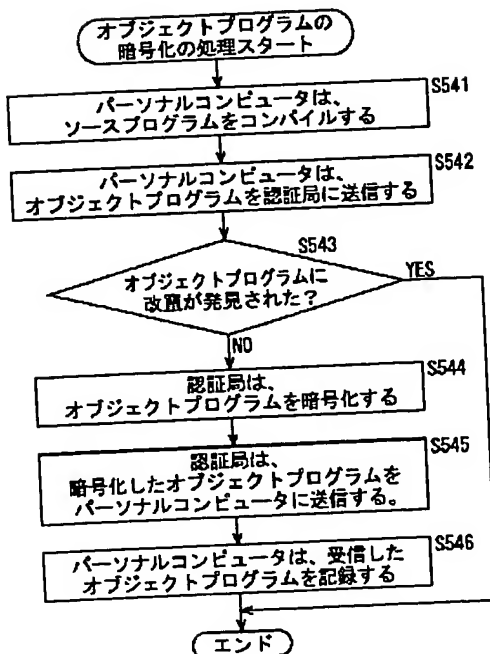 オブジェクトプログラムの
暗号化の処理スタート
S541
パーソナルコンピュータは、
ソースプログラムをコンパイルする
S542
パーソナルコンピュータは、
オブジェクトプログラムを認証局に送信する
S543
オブジェクトプログラムに
改竄が発見された?
YES
NO
S544
認証局は、
オブジェクトプログラムを暗号化する
S545
認証局は、
暗号化したオブジェクトプログラムを
パーソナルコンピュータに送信する。
S546
パーソナルコンピュータは、受信した
オブジェクトプログラムを記録する
エンド